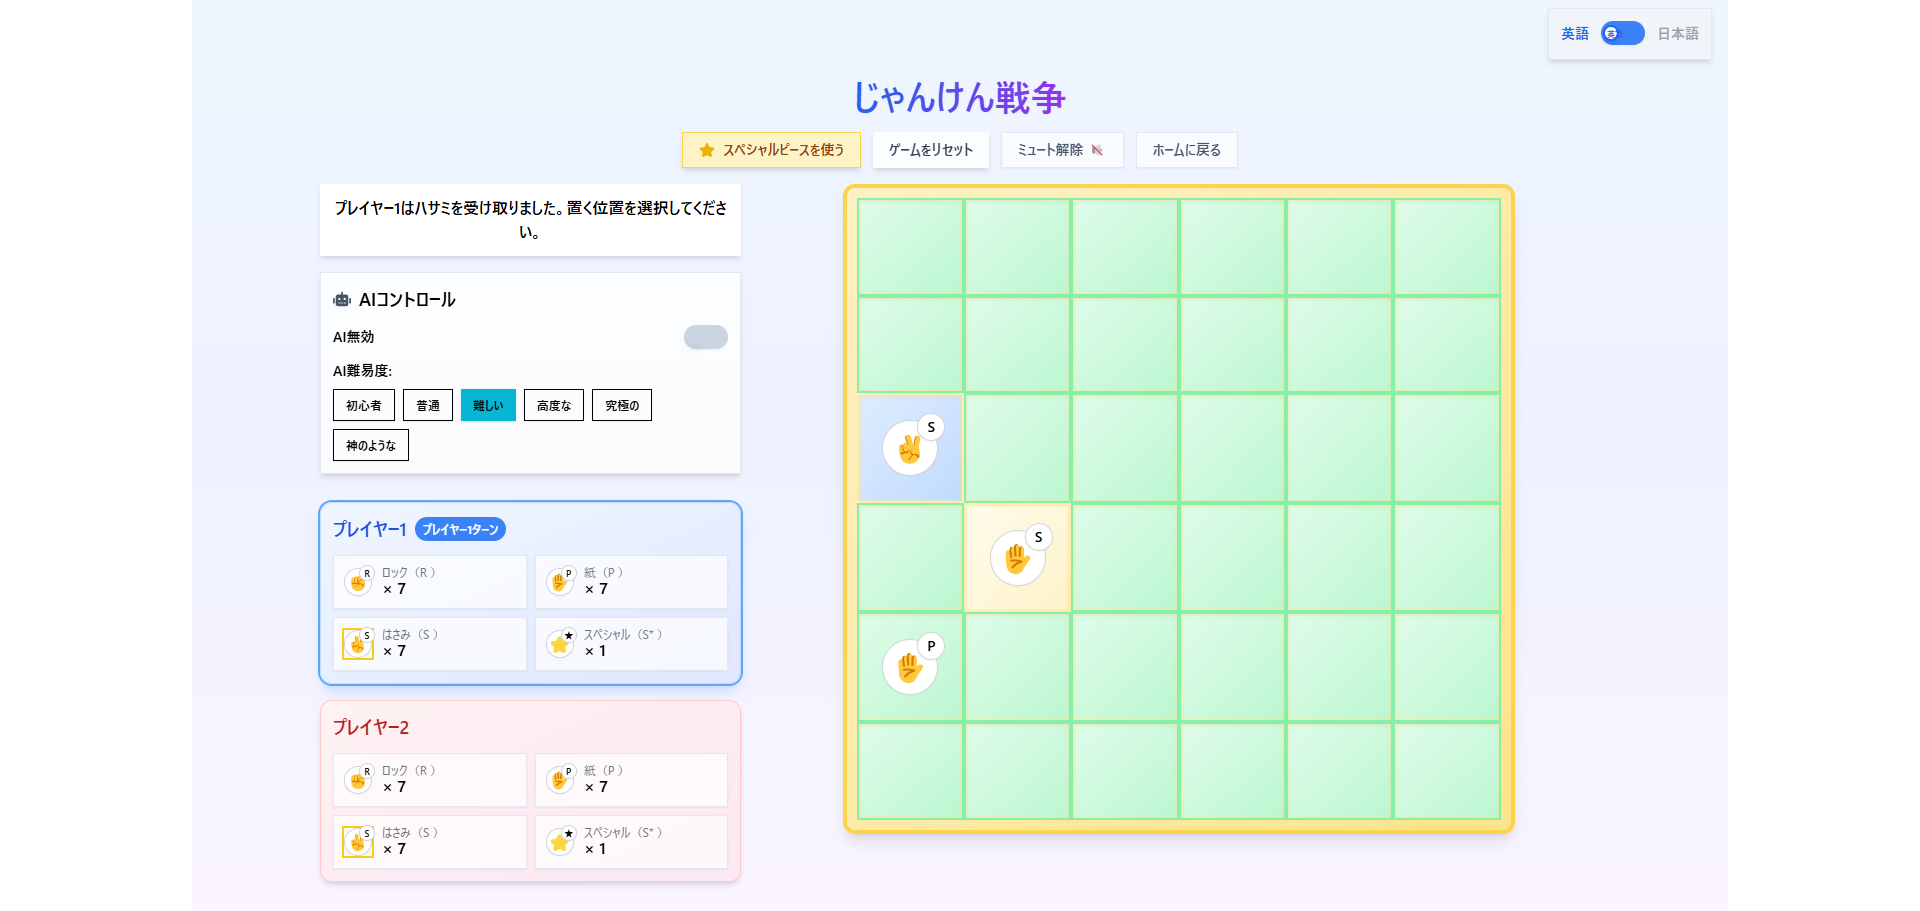 英語 英 日本語
じゃんけん戦争
スペシャルピースを使う ゲームをリセット ミュート解除 ホームに戻る
プレイヤー1はハサミを受け取りました。置く位置を選択してくださ
い。
AIコントロール
AI無効
AI難易度:
初心者 普通 難しい 高度な 究極の
神のような
プレイヤー1 プレイヤー1ターン
R ロック（R ）
× 7
P 紙（P ）
× 7
S はさみ（S ）
× 7
★ スペシャル（S* ）
× 1
プレイヤー2
R ロック（R ）
× 7
P 紙（P ）
× 7
S はさみ（S ）
× 7
★ スペシャル（S* ）
× 1
S
S
P